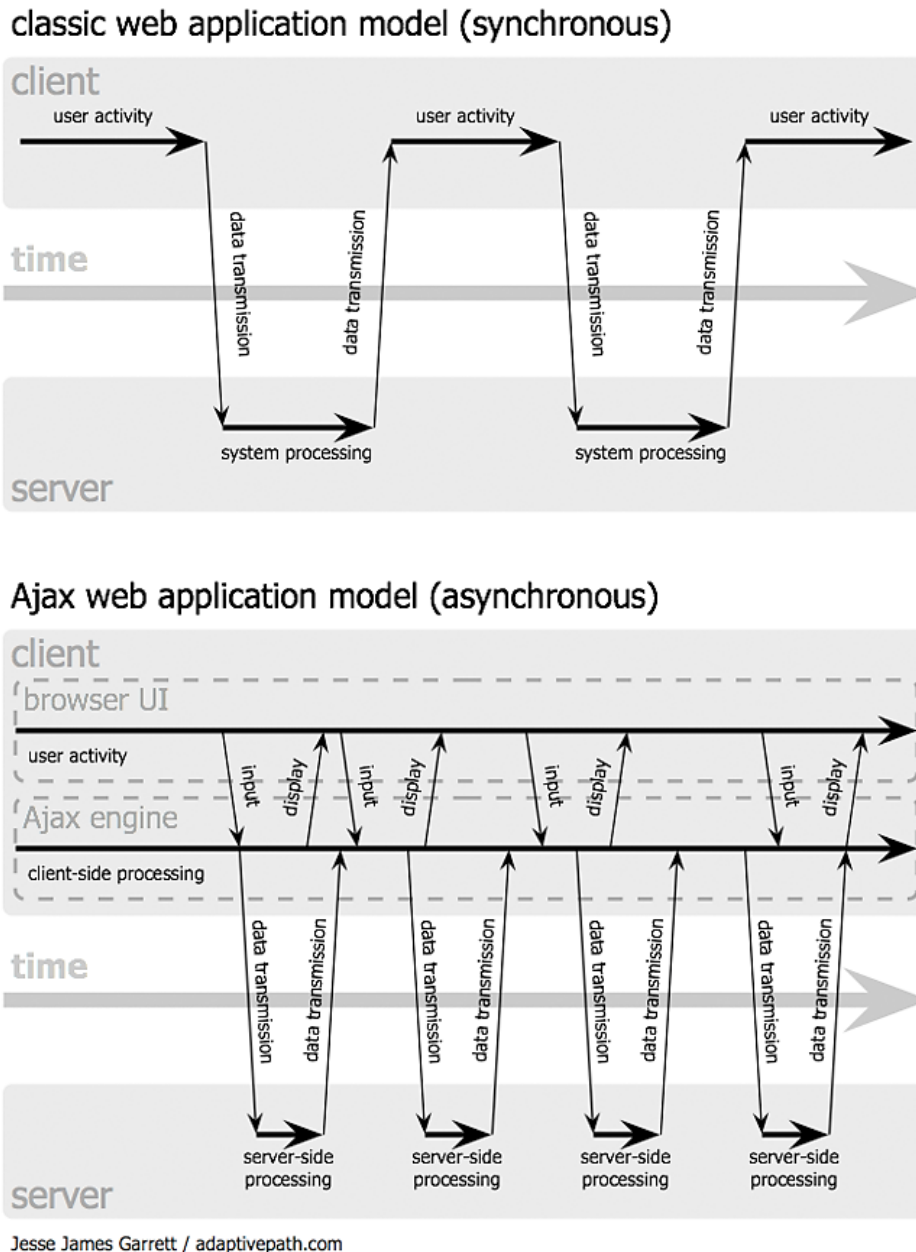 classic web application model (synchronous)
client
user activity
user activity
user activity
data transmission
data transmission
data transmission
data transmission
time
system processing
system processing
server
Ajax web application model (asynchronous)
client
browser UI
user activity
input
display
input
display
input
display
input
display
Ajax engine
client-side processing
data transmission
data transmission
data transmission
data transmission
data transmission
data transmission
data transmission
data transmission
time
server-side
processing
server-side
processing
server-side
processing
server-side
processing
server
Jesse James Garrett / adaptivepath.com